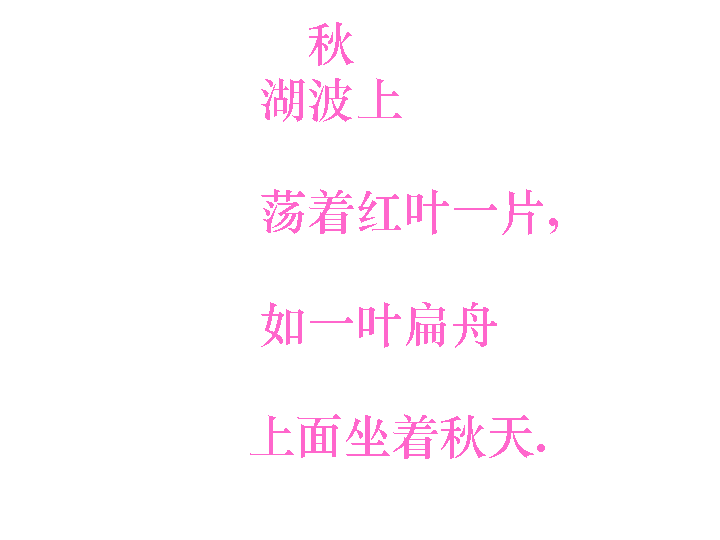 秋
湖波上
荡着红叶一片,
如一叶扁舟
上面坐着秋天.